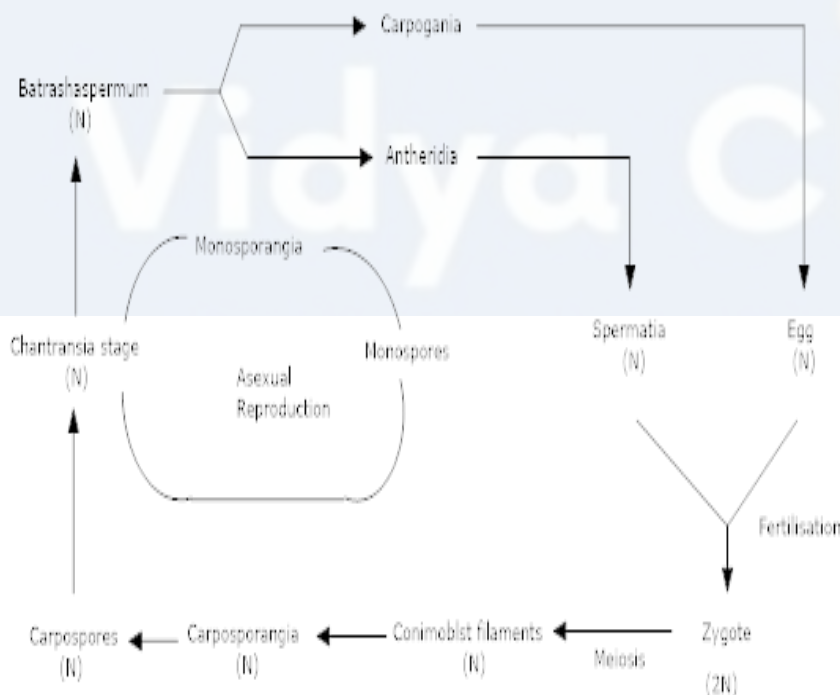 Carpogania
Batrashaspermum
(N)
Antheridia
Vidya C
Monosporangia
Chantransia stage
(N)
Monospores
Asexual
Reproduction
Spermatia
(N)
Egg
(N)
Fertilisation
Carpospores
(N)
Carposporangia
(N)
Conimoblst filaments
(N)
Meiosis
Zygote
(2N)